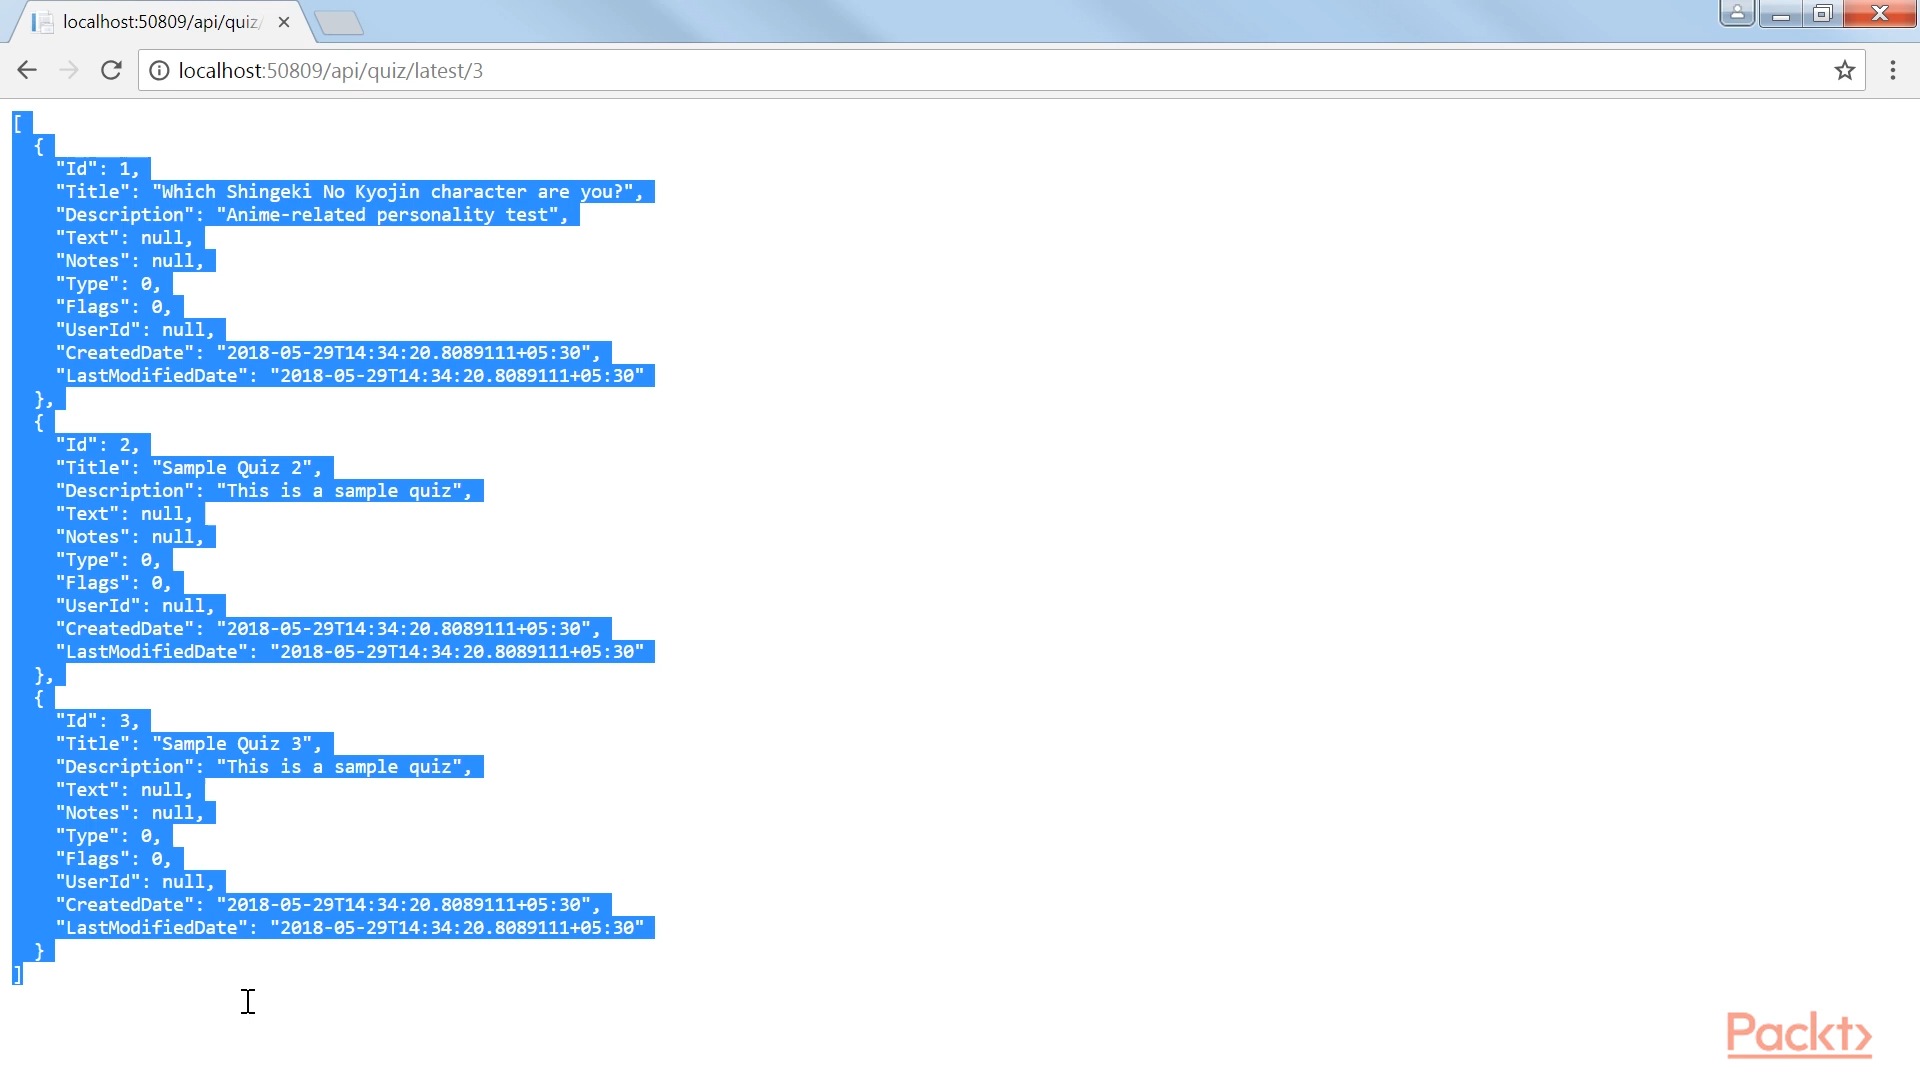 localhost:50809/api/quiz/
localhost:50809/api/quiz/latest/3
[
  {
    "Id": 1,
    "Title": "Which Shingeki No Kyojin character are you?",
    "Description": "Anime-related personality test",
    "Text": null,
    "Notes": null,
    "Type": 0,
    "Flags": 0,
    "UserId": null,
    "CreatedDate": "2018-05-29T14:34:20.8089111+05:30",
    "LastModifiedDate": "2018-05-29T14:34:20.8089111+05:30"
  },
  {
    "Id": 2,
    "Title": "Sample Quiz 2",
    "Description": "This is a sample quiz",
    "Text": null,
    "Notes": null,
    "Type": 0,
    "Flags": 0,
    "UserId": null,
    "CreatedDate": "2018-05-29T14:34:20.8089111+05:30",
    "LastModifiedDate": "2018-05-29T14:34:20.8089111+05:30"
  },
  {
    "Id": 3,
    "Title": "Sample Quiz 3",
    "Description": "This is a sample quiz",
    "Text": null,
    "Notes": null,
    "Type": 0,
    "Flags": 0,
    "UserId": null,
    "CreatedDate": "2018-05-29T14:34:20.8089111+05:30",
    "LastModifiedDate": "2018-05-29T14:34:20.8089111+05:30"
  }
]
Packt>